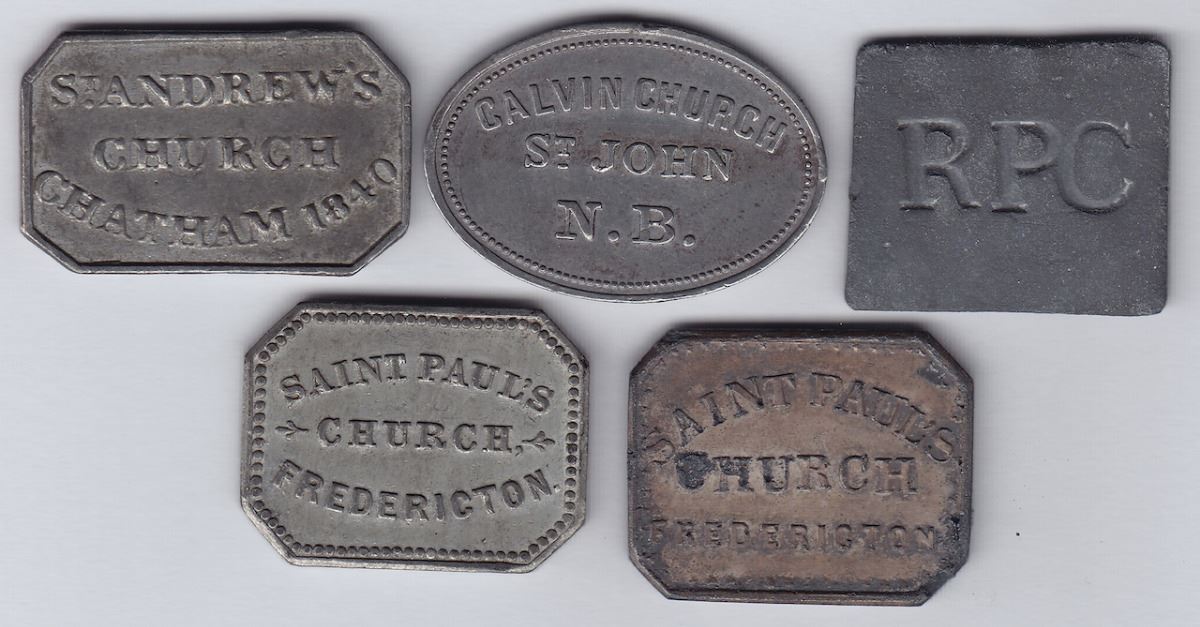 ST. ANDREW'S
CHURCH
CHATHAM 1840
CALVIN CHURCH
ST. JOHN
N.B.
RPC
SAINT PAUL'S
CHURCH,
FREDERICTON.
SAINT PAUL'S
CHURCH
FREDERICTON